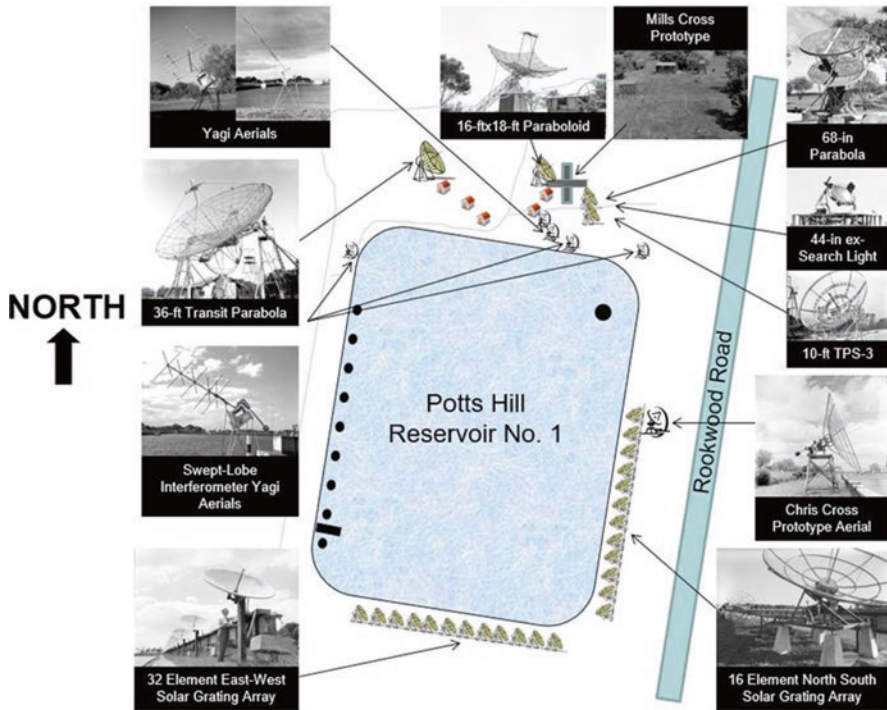 Mills Cross
Prototype
Yagi Aerials
16-ftx18-ft Paraboloid
68-in
Parabola
44-in ex-
Search Light
10-ft TPS-3
36-ft Transit Parabola
NORTH
Potts Hill
Reservoir No. 1
Rookwood Road
Swept-Lobe
Interferometer Yagi
Aerials
Chris Cross
Prototype Aerial
32 Element East-West
Solar Grating Array
16 Element North South
Solar Grating Array